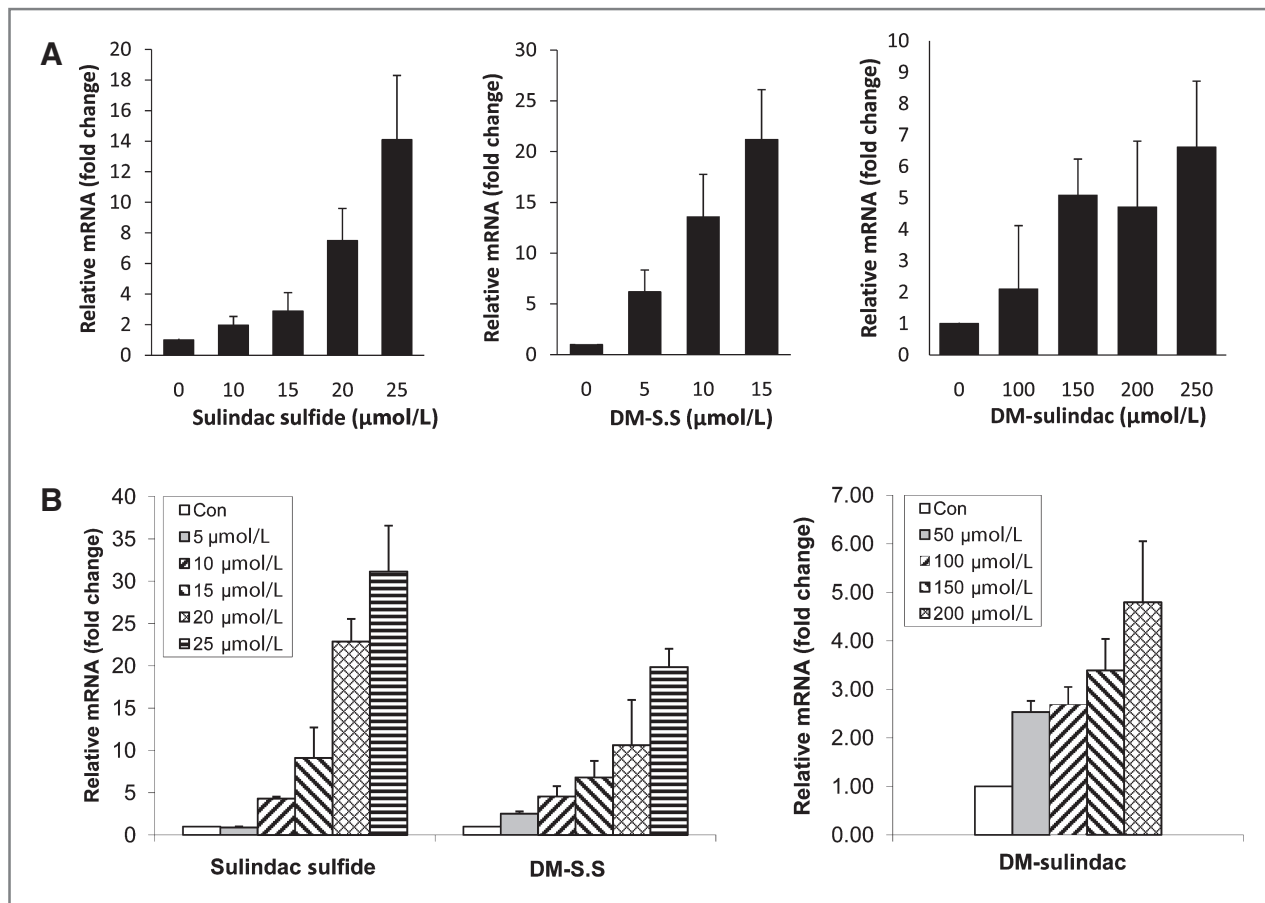 A
Relative mRNA (fold change)
20
18
16
14
12
10
8
6
4
2
0
0 10 15 20 25
Sulindac sulfide (µmol/L)
Relative mRNA (fold change)
30
25
20
15
10
5
0
0 5 10 15
DM-S.S (µmol/L)
Relative mRNA (fold change)
10
9
8
7
6
5
4
3
2
1
0
0 100 150 200 250
DM-sulindac (µmol/L)
B
Relative mRNA (fold change)
40
35
30
25
20
15
10
5
0
Con
5 µmol/L
10 µmol/L
15 µmol/L
20 µmol/L
25 µmol/L
Sulindac sulfide DM-S.S
Relative mRNA (fold change)
7.00
6.00
5.00
4.00
3.00
2.00
1.00
0.00
Con
50 µmol/L
100 µmol/L
150 µmol/L
200 µmol/L
DM-sulindac